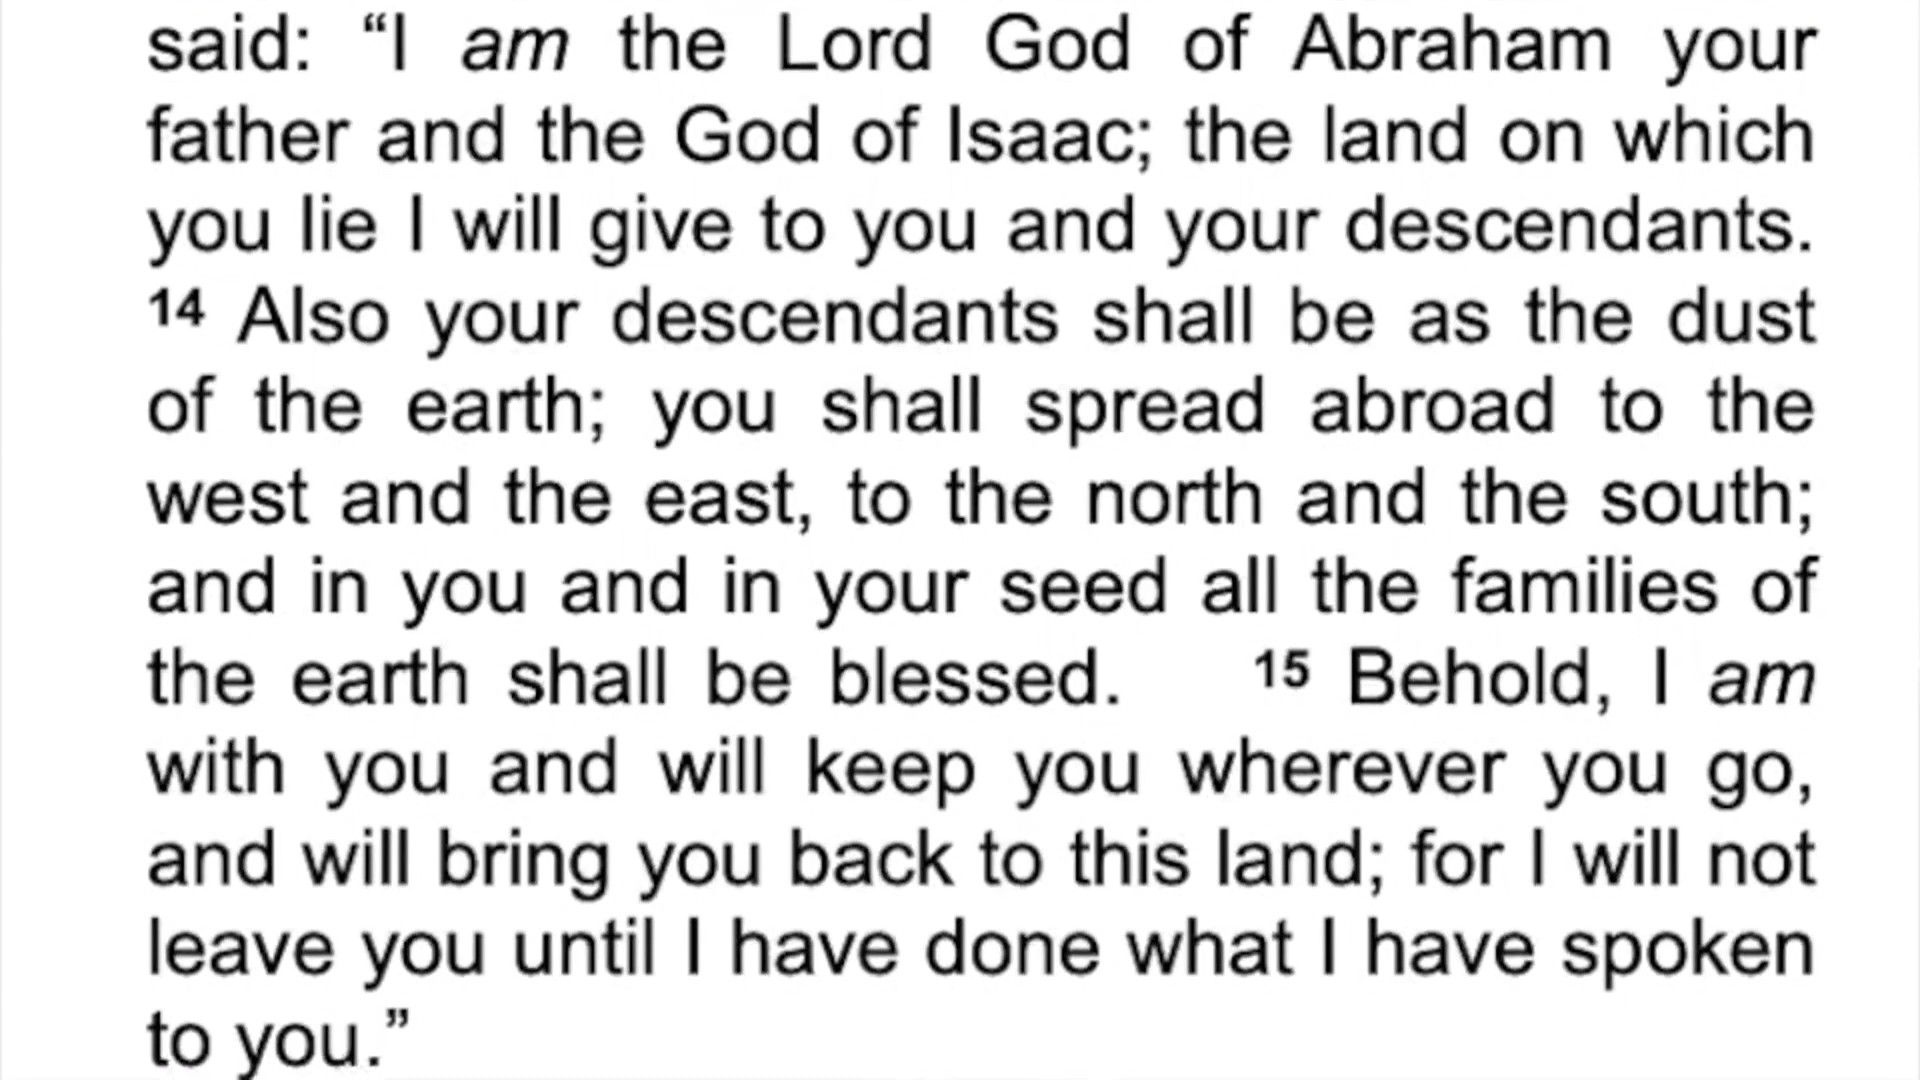 said: “I am the Lord God of Abraham your
father and the God of Isaac; the land on which
you lie I will give to you and your descendants.
14 Also your descendants shall be as the dust
of the earth; you shall spread abroad to the
west and the east, to the north and the south;
and in you and in your seed all the families of
the earth shall be blessed. 15 Behold, I am
with you and will keep you wherever you go,
and will bring you back to this land; for I will not
leave you until I have done what I have spoken
to you.”